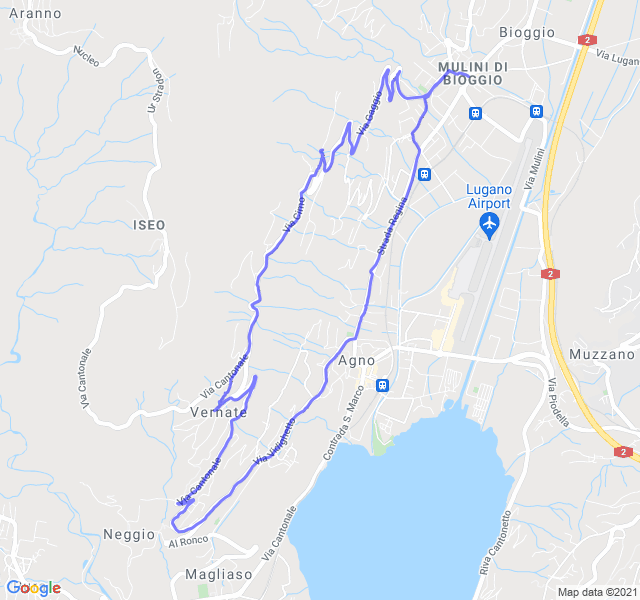 Aranno
Nucleo
Ur Strapou
ISEO
Bioggio
2
Via Lugano
MULINI DI
BIOGGIO
Via Mulini
Via Gaggio
Lugano
Airport
Via Cimo
Strada Regina
2
Via Cantonale
Via Cantonale
Agno
Muzzano
Vernate
Contrada S. Marco
Via Piodella
Via Vidighetto
2
Via Cantonale
Neggio
Al Ronco
Via Cantonale
Riva Cantonetto
Magliaso
Google
Map data ©2021